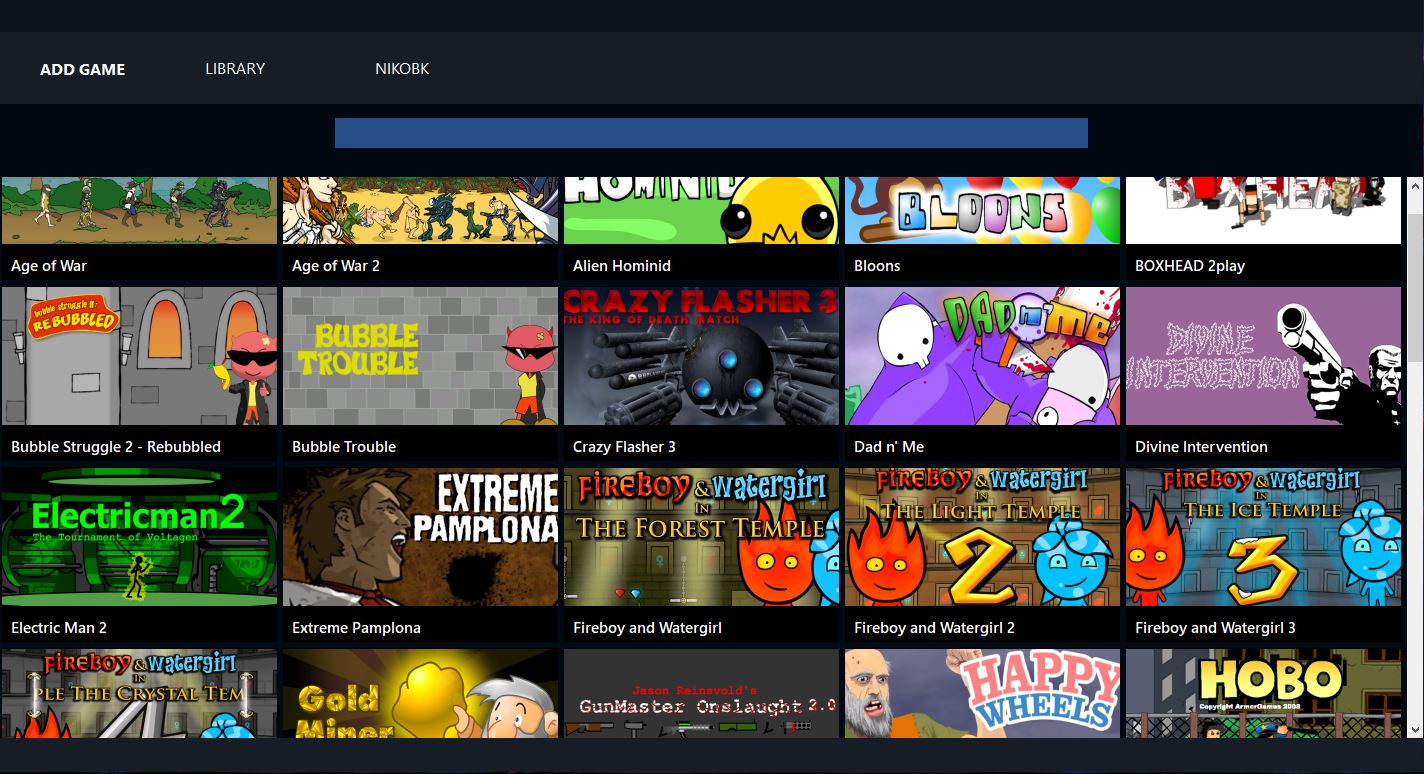 ADD GAME
LIBRARY
NIKOBK
HOMINID
BLOONS
BOXHEAD
Age of War
Age of War 2
Alien Hominid
Bloons
BOXHEAD 2play
bubble struggle II:
REBUBBLED
BUBBLE
TROUBLE
CRAZY FLASHER 3
THE KING OF DEATH MATCH
DAD n' ME
DIVINE
INTERVENTION
Bubble Struggle 2 - Rebubbled
Bubble Trouble
Crazy Flasher 3
Dad n' Me
Divine Intervention
Electricman2
The Tournament of Voltagen
EXTREME
PAMPLONA
FIREBOY & WATERGIRL
IN
THE FOREST TEMPLE
FIREBOY & WATERGIRL
IN
THE LIGHT TEMPLE
2
FIREBOY & WATERGIRL
IN
THE ICE TEMPLE
3
Electric Man 2
Extreme Pamplona
Fireboy and Watergirl
Fireboy and Watergirl 2
Fireboy and Watergirl 3
FIREBOY & WATERGIRL
IN
PLE THE CRYSTAL TEM
4
Gold
Miner
Jason Reinsvold's
GunMaster Onslaught 2.0
HAPPY
WHEELS
HOBO
Copyright ArmorGames 2008